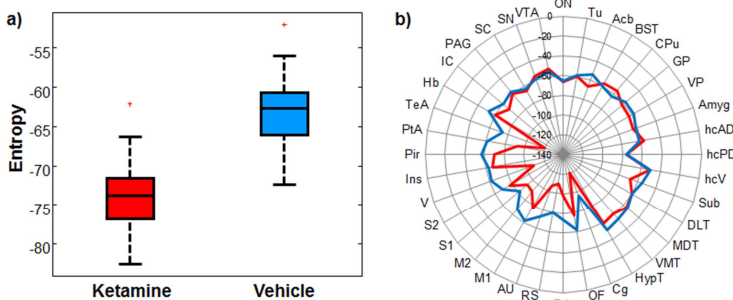 a)
Entropy
-55
-60
-65
-70
-75
-80
Ketamine
Vehicle
b)
ON
Tu
Acb
BST
CPu
GP
VP
Amyg
hcAD
hcPD
hcV
Sub
DLT
MDT
VMT
HypT
Cg
OF
RS
AU
M1
M2
S1
S2
V
Ins
Pir
PtA
TeA
Hb
IC
PAG
SC
SN
VTA
0
-20
-40
-60
-80
-100
-120
-140